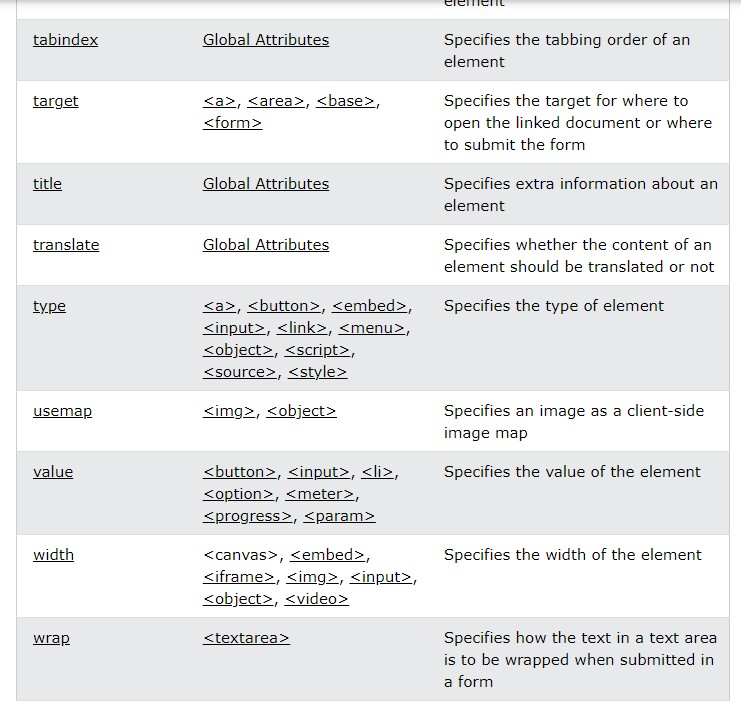 element
tabindex Global Attributes Specifies the tabbing order of an
element
target <a>, <area>, <base>, Specifies the target for where to
<form> open the linked document or where
to submit the form
title Global Attributes Specifies extra information about an
element
translate Global Attributes Specifies whether the content of an
element should be translated or not
type <a>, <button>, <embed>, Specifies the type of element
<input>, <link>, <menu>,
<object>, <script>,
<source>, <style>
usemap <img>, <object> Specifies an image as a client-side
image map
value <button>, <input>, <li>, Specifies the value of the element
<option>, <meter>,
<progress>, <param>
width <canvas>, <embed>, Specifies the width of the element
<iframe>, <img>, <input>,
<object>, <video>
wrap <textarea> Specifies how the text in a text area
is to be wrapped when submitted in
a form